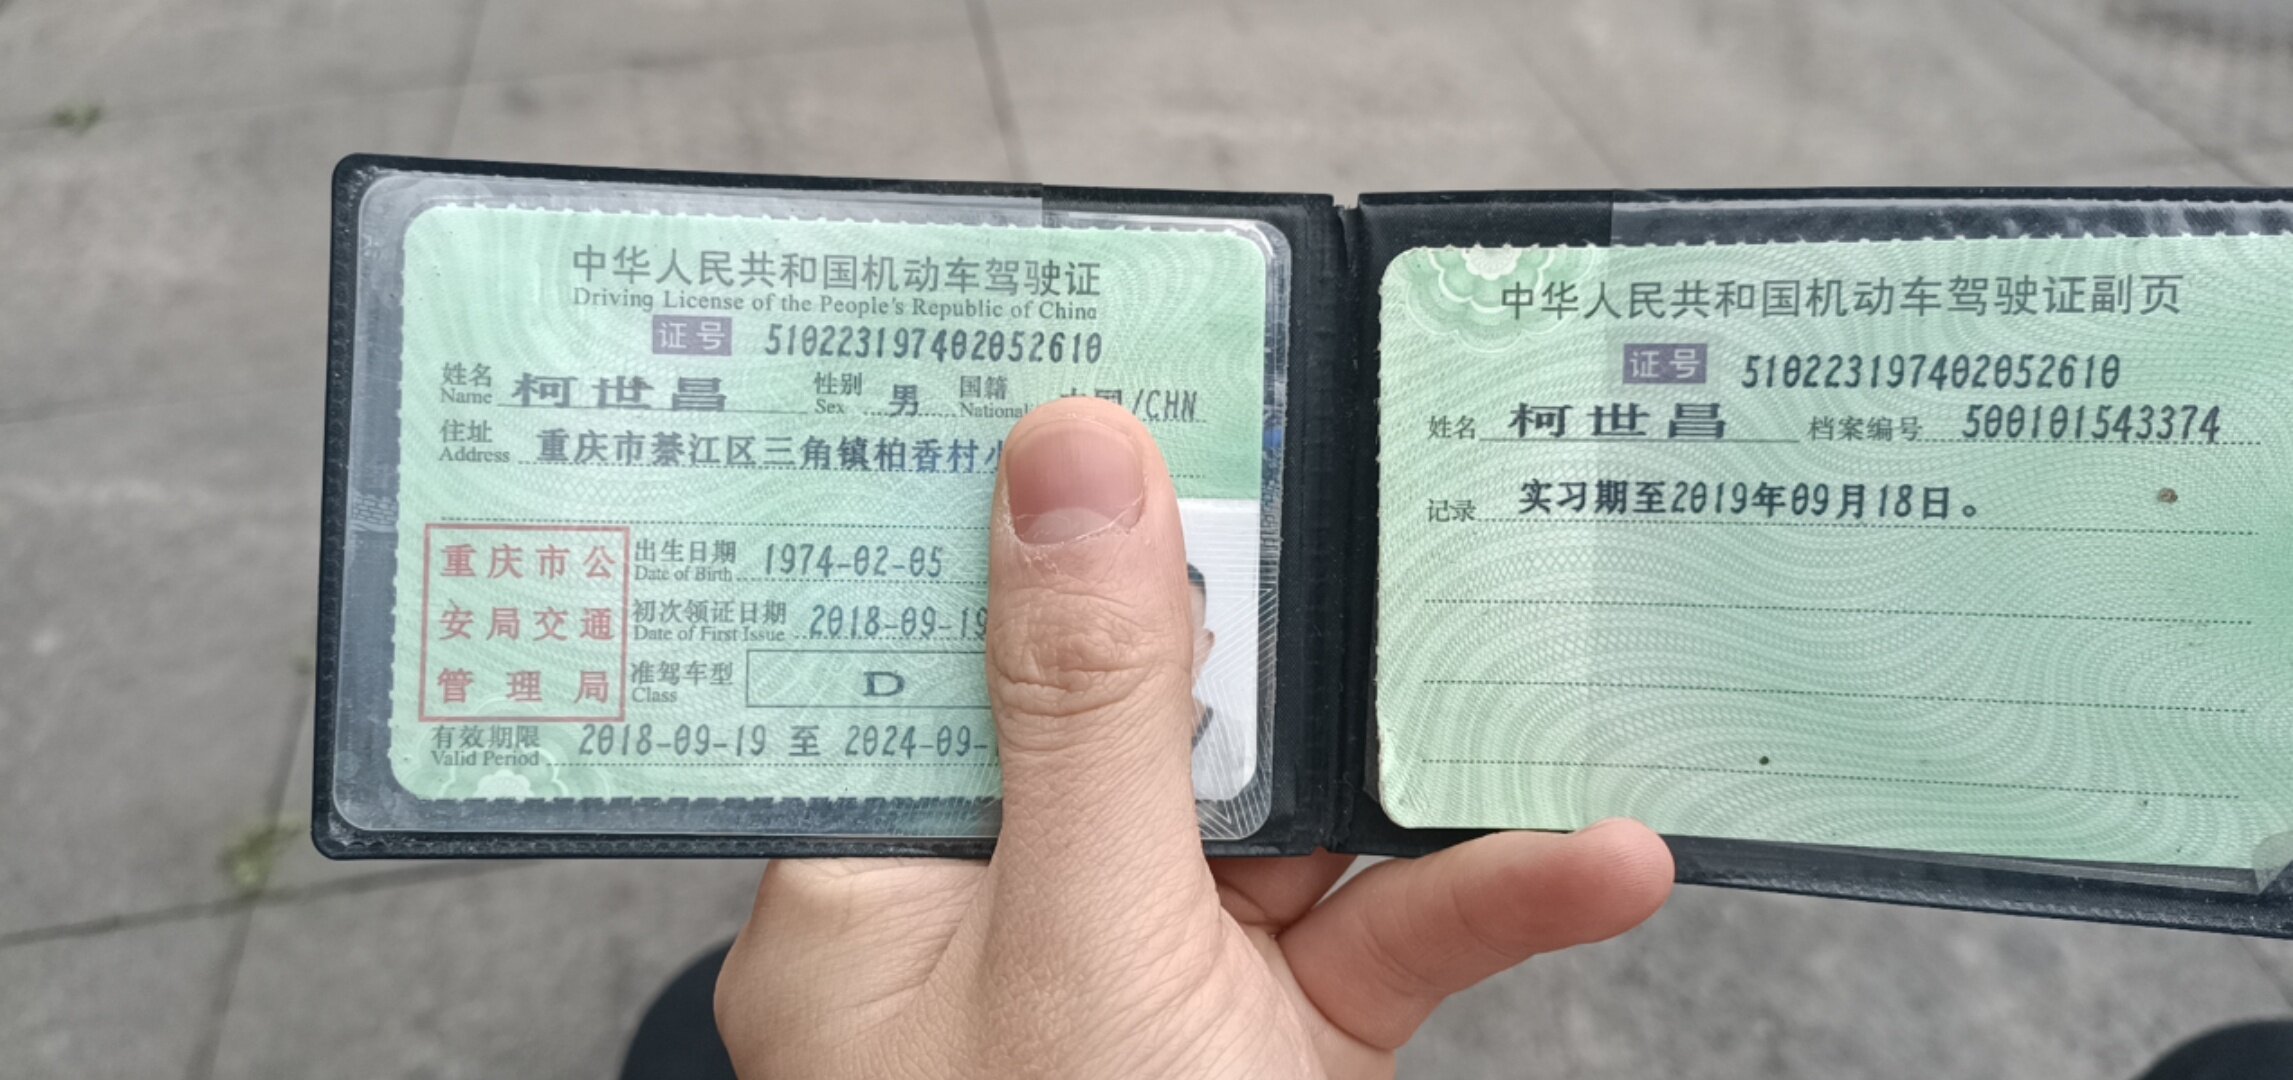 中华人民共和国机动车驾驶证
Driving License of the People's Republic of China
证号 510223197402052610
姓名 柯世昌 性别 男 国籍 /CHN
Name Sex
住址 重庆市綦江区三角镇柏香村
Address
重庆市公
安局交通
管理局
出生日期 1974-02-05
Date of Birth
初次领证日期 2018-09-19
Date of First Issue
准驾车型 D
Class
有效期限 2018-09-19 至 2024-09-
Valid Period
中华人民共和国机动车驾驶证副页
证号 510223197402052610
姓名 柯世昌 档案编号 500101543374
记录 实习期至2019年09月18日。